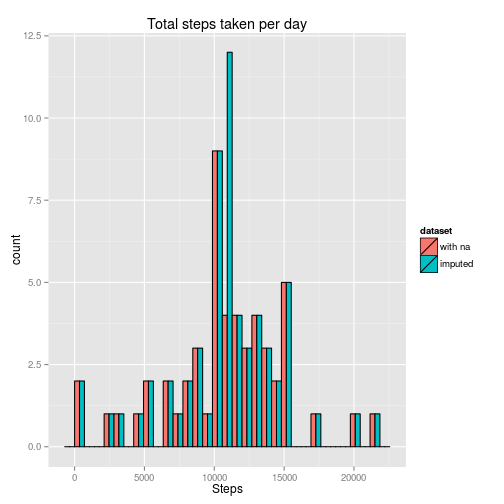 Total steps taken per day
12.5
10.0
7.5
5.0
2.5
0.0
count
0 5000 10000 15000 20000
Steps
dataset
with na
imputed